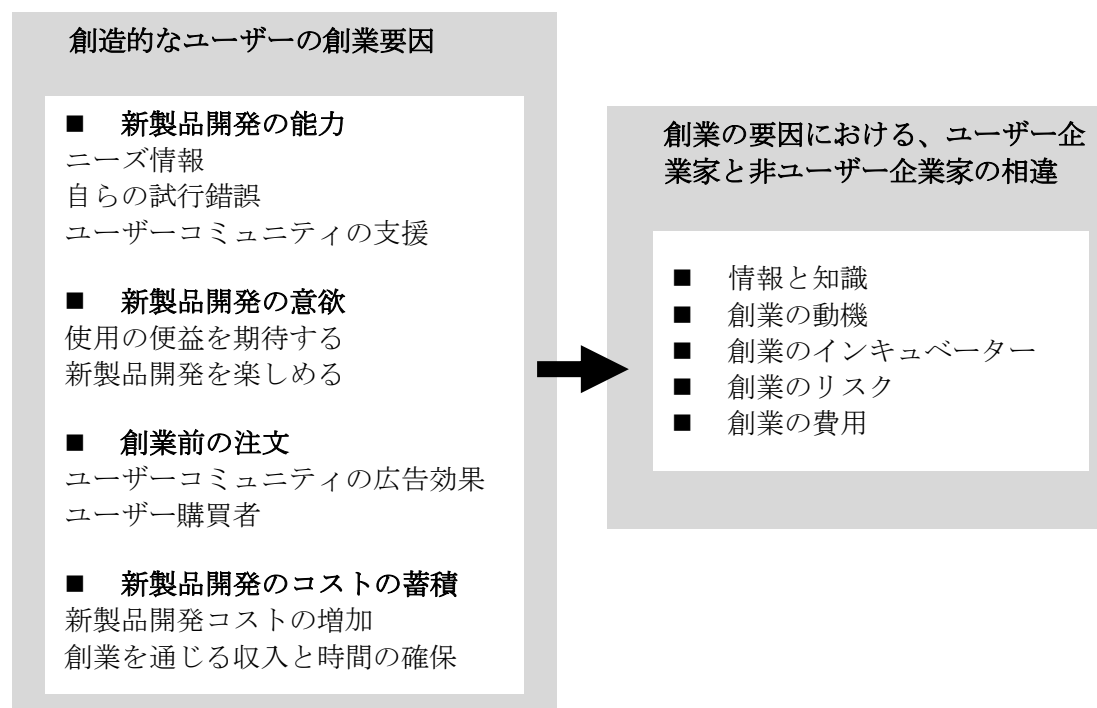 創造的なユーザーの創業要因
■ 新製品開発の能力
ニーズ情報
自らの試行錯誤
ユーザーコミュニティの支援
■ 新製品開発の意欲
使用の便益を期待する
新製品開発を楽しめる
■ 創業前の注文
ユーザーコミュニティの広告効果
ユーザー購買者
■ 新製品開発のコストの蓄積
新製品開発コストの増加
創業を通じる収入と時間の確保
創業の要因における、ユーザー企
業家と非ユーザー企業家の相違
■ 情報と知識
■ 創業の動機
■ 創業のインキュベーター
■ 創業のリスク
■ 創業の費用